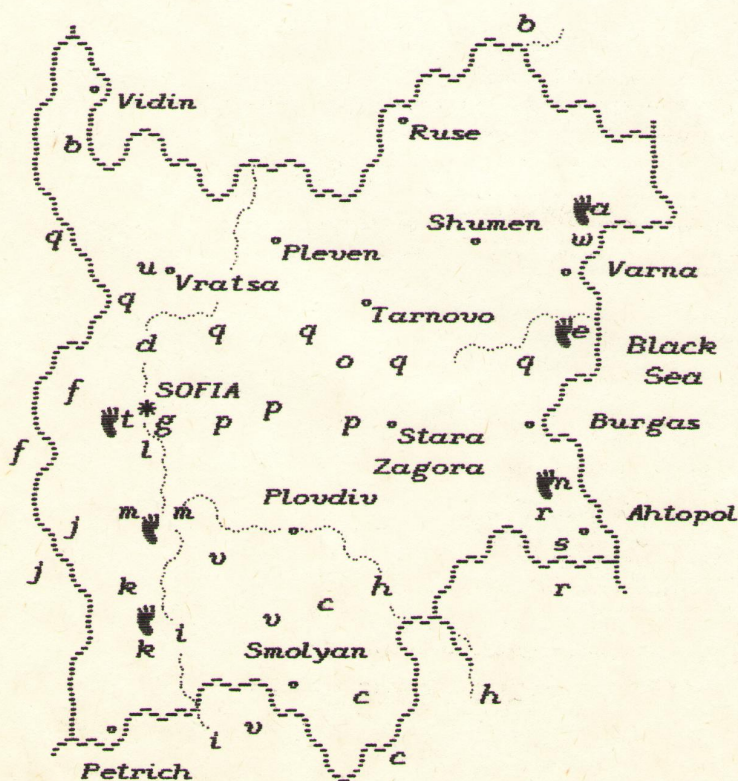 b
Vidin
Ruse
b
a
Shumen
w
q
Pleven
u
Vratsa
Varna
q
Tarnovo
q
q
e
Black
d
o
q
q
Sea
f
SOFIA
* t g
p
p
p
Stara
Burgas
f
l
Zagora
n
Plovdiv
m
m
r
Ahtopol
j
s
v
j
k
c
h
r
v
i
k
Smolyan
c
h
v
i
c
Petrich